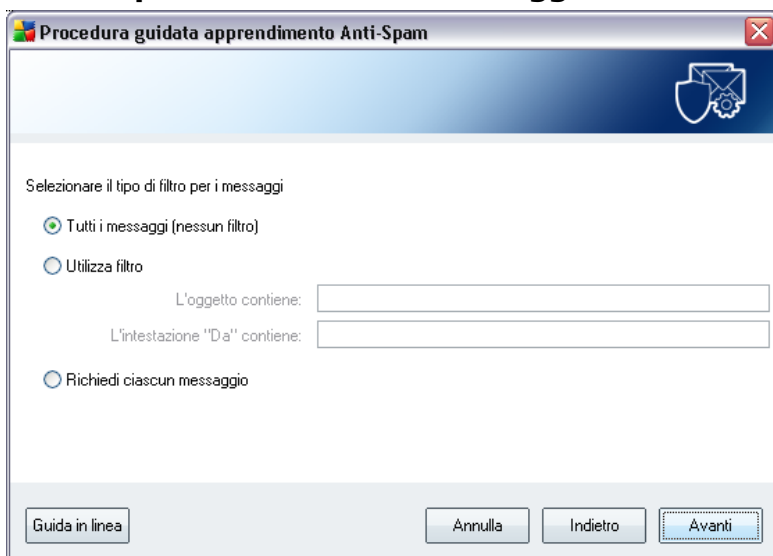 Procedura guidata apprendimento Anti-Spam
Selezionare il tipo di filtro per i messaggi
Tutti i messaggi (nessun filtro)
Utilizza filtro
L'oggetto contiene:
L'intestazione "Da" contiene:
Richiedi ciascun messaggio
Guida in linea
Annulla
Indietro
Avanti